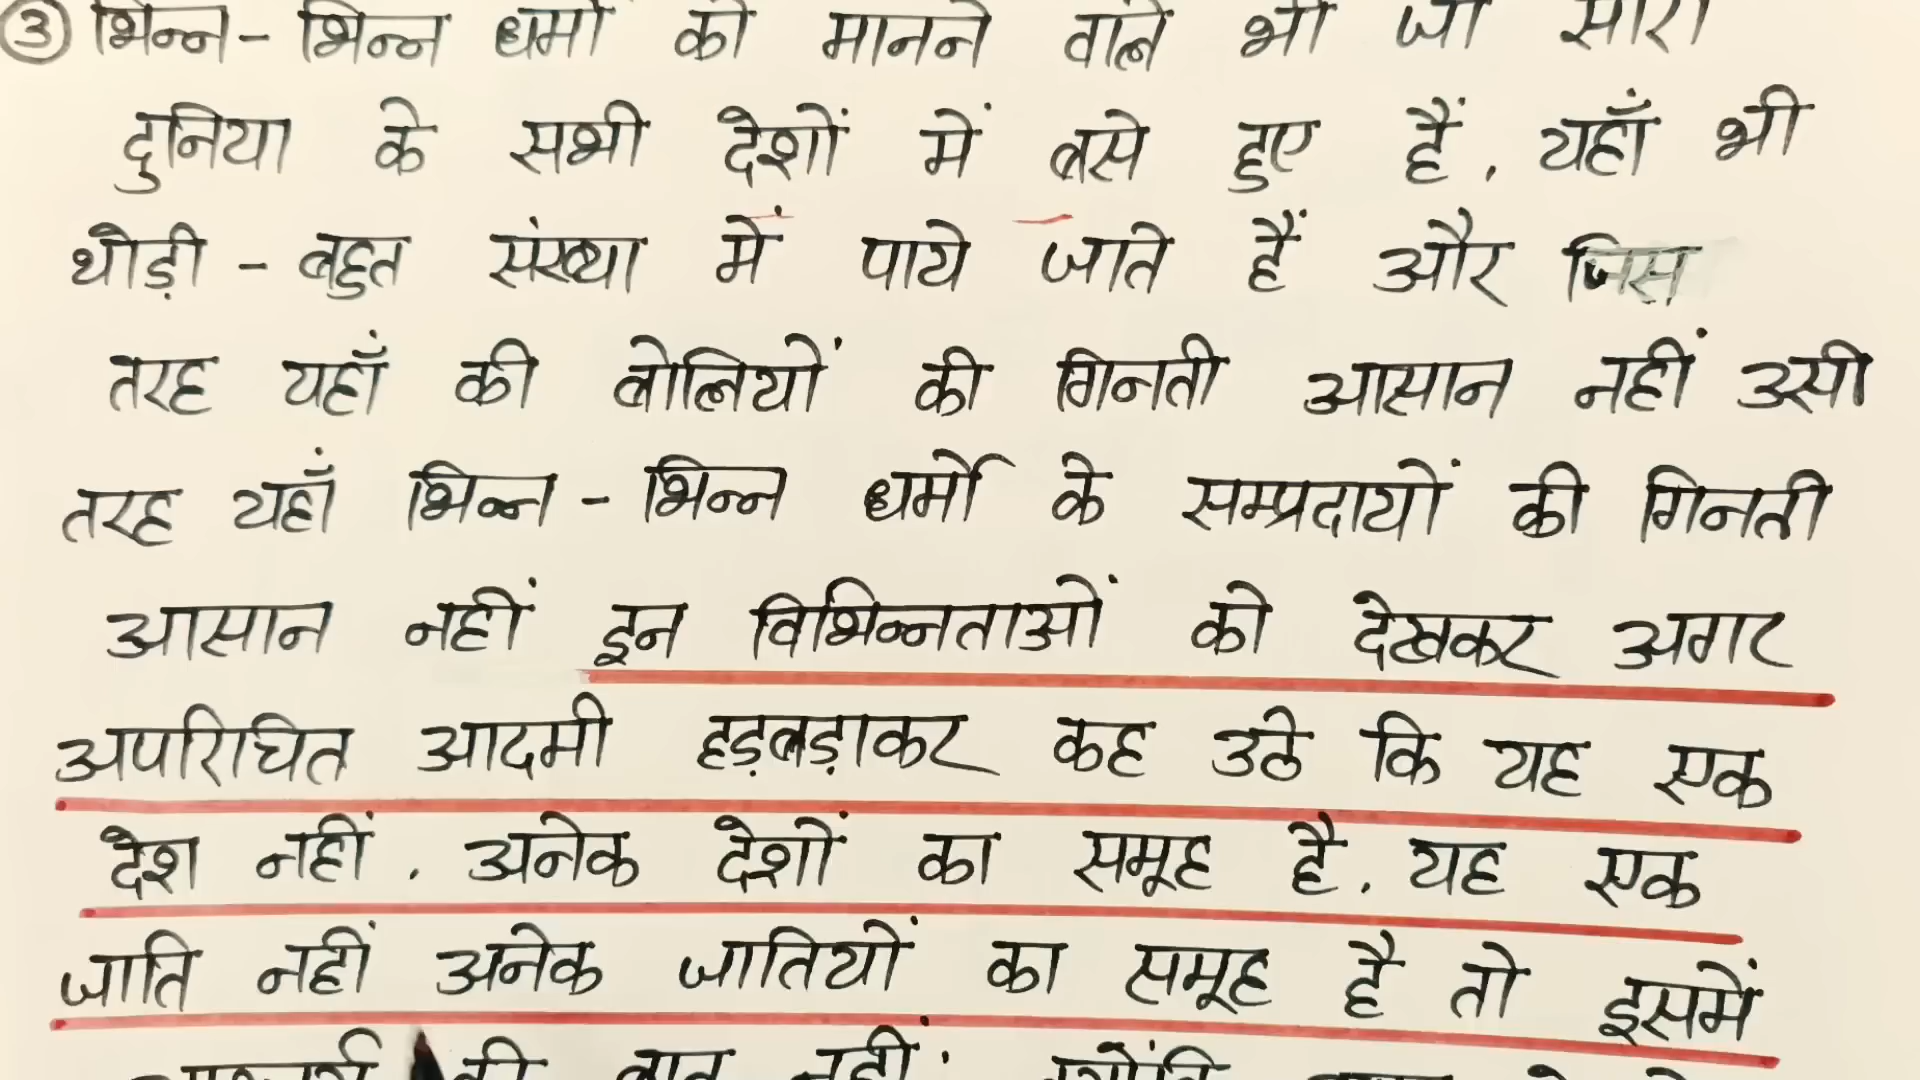 ③ भिन्न - भिन्न धर्मों को मानने वाले भी जो सारी
दुनिया के सभी देशों में बसे हुए हैं, यहाँ भी
थोड़ी - बहुत संख्या में पाये जाते हैं और जिस
तरह यहाँ की बोलियों की गिनती आसान नहीं उसी
तरह यहाँ भिन्न - भिन्न धर्मो के सम्प्रदायों की गिनती
आसान नहीं इन विभिन्नताओं को देखकर अगर
अपरिचित आदमी हड़बड़ाकर कह उठे कि यह एक
देश नहीं, अनेक देशों का समूह है, यह एक
जाति नहीं अनेक जातियों का समूह है तो इसमें
की बात नहीं.